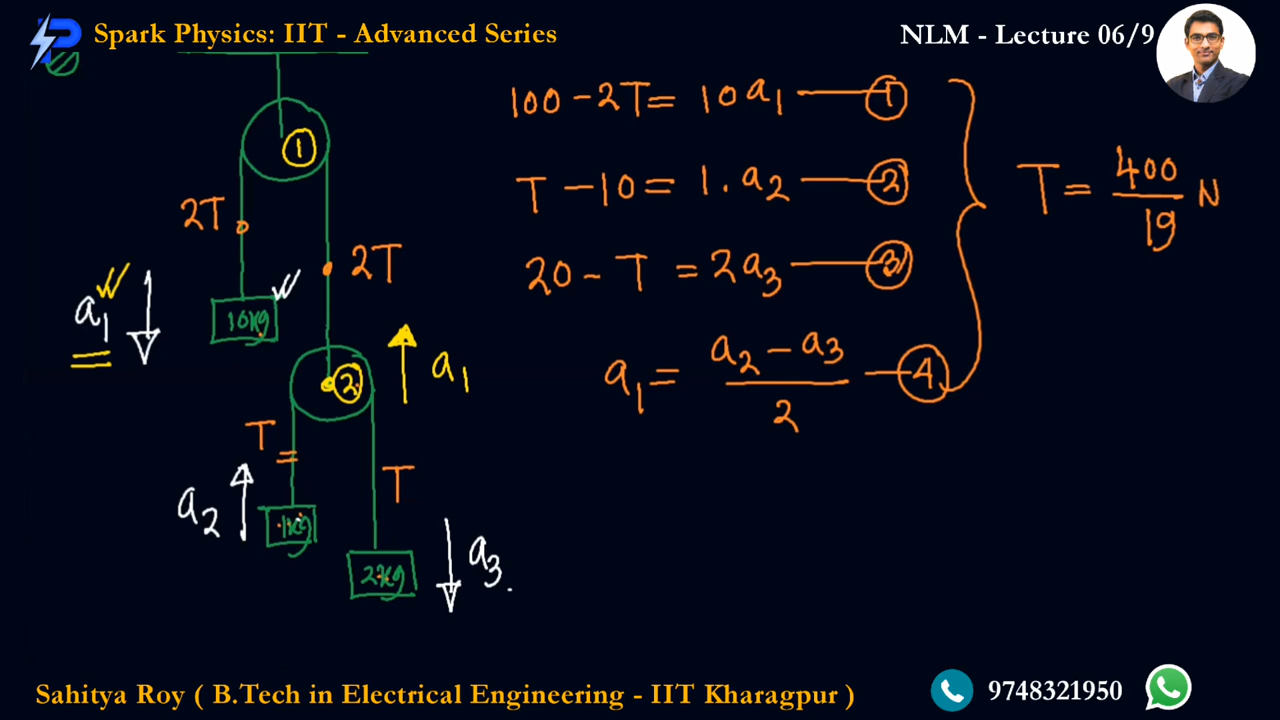 Spark Physics: IIT - Advanced Series
NLM - Lecture 06/9
1
2T
2T
a₁
10kg
2
a₁
T
T
a₂
1kg
2kg
a₃
100 - 2T = 10a₁ — 1
T - 10 = 1.a₂ — 2
20 - T = 2a₃ — 3
a₁ = (a₂ - a₃)/2 — 4
T = 400/19 N
Sahitya Roy ( B.Tech in Electrical Engineering - IIT Kharagpur )
9748321950